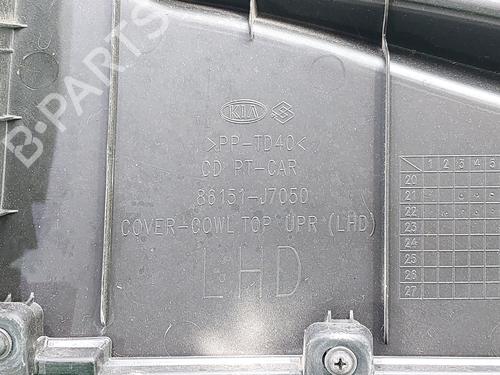 B-PARTS
KIA
>PP-TD40<
CD PT-CAR
86151-J7050
COVER-COWL TOP UPR (LHD)
LHD
1 2 3 4 5
20
21
22
23
24
25
26
27